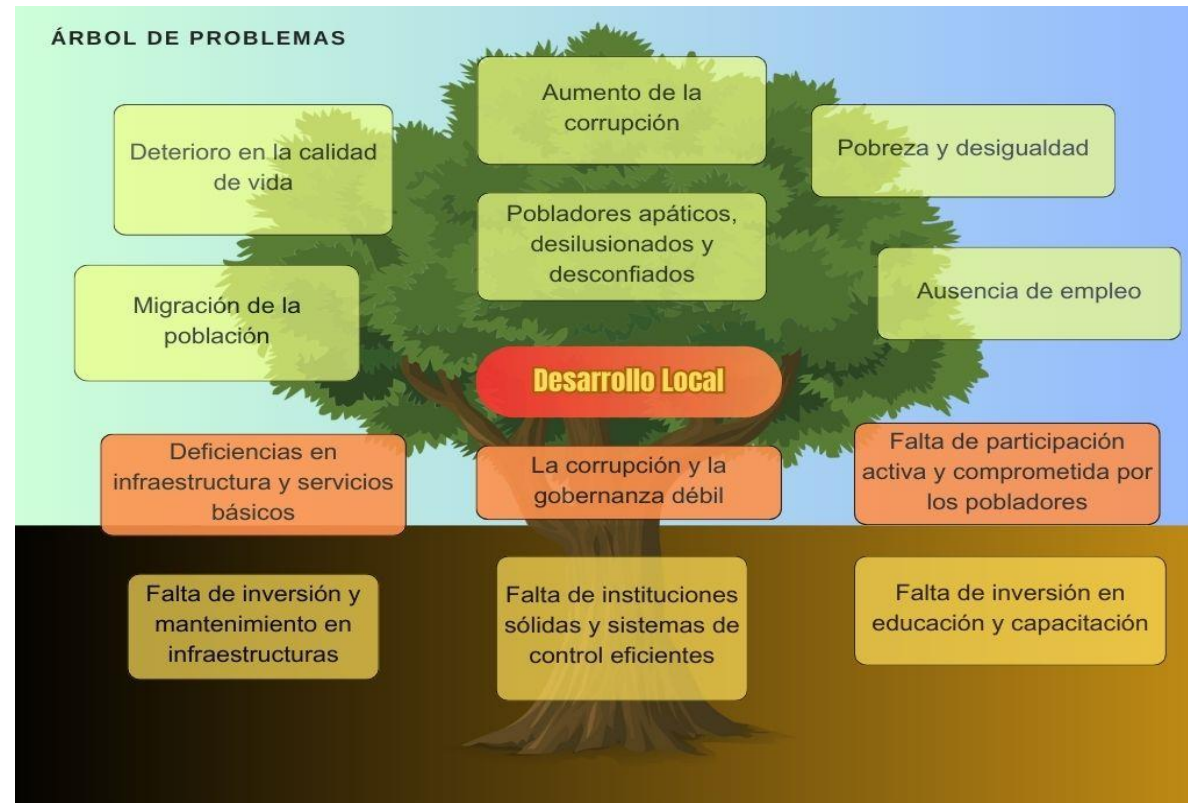 ÁRBOL DE PROBLEMAS
Aumento de la
corrupción
Deterioro en la calidad
de vida
Pobreza y desigualdad
Pobladores apáticos,
desilusionados y
desconfiados
Migración de la
población
Ausencia de empleo
Desarrollo Local
Deficiencias en
infraestructura y servicios
básicos
La corrupción y la
gobernanza débil
Falta de participación
activa y comprometida por
los pobladores
Falta de inversión y
mantenimiento en
infraestructuras
Falta de instituciones
sólidas y sistemas de
control eficientes
Falta de inversión en
educación y capacitación